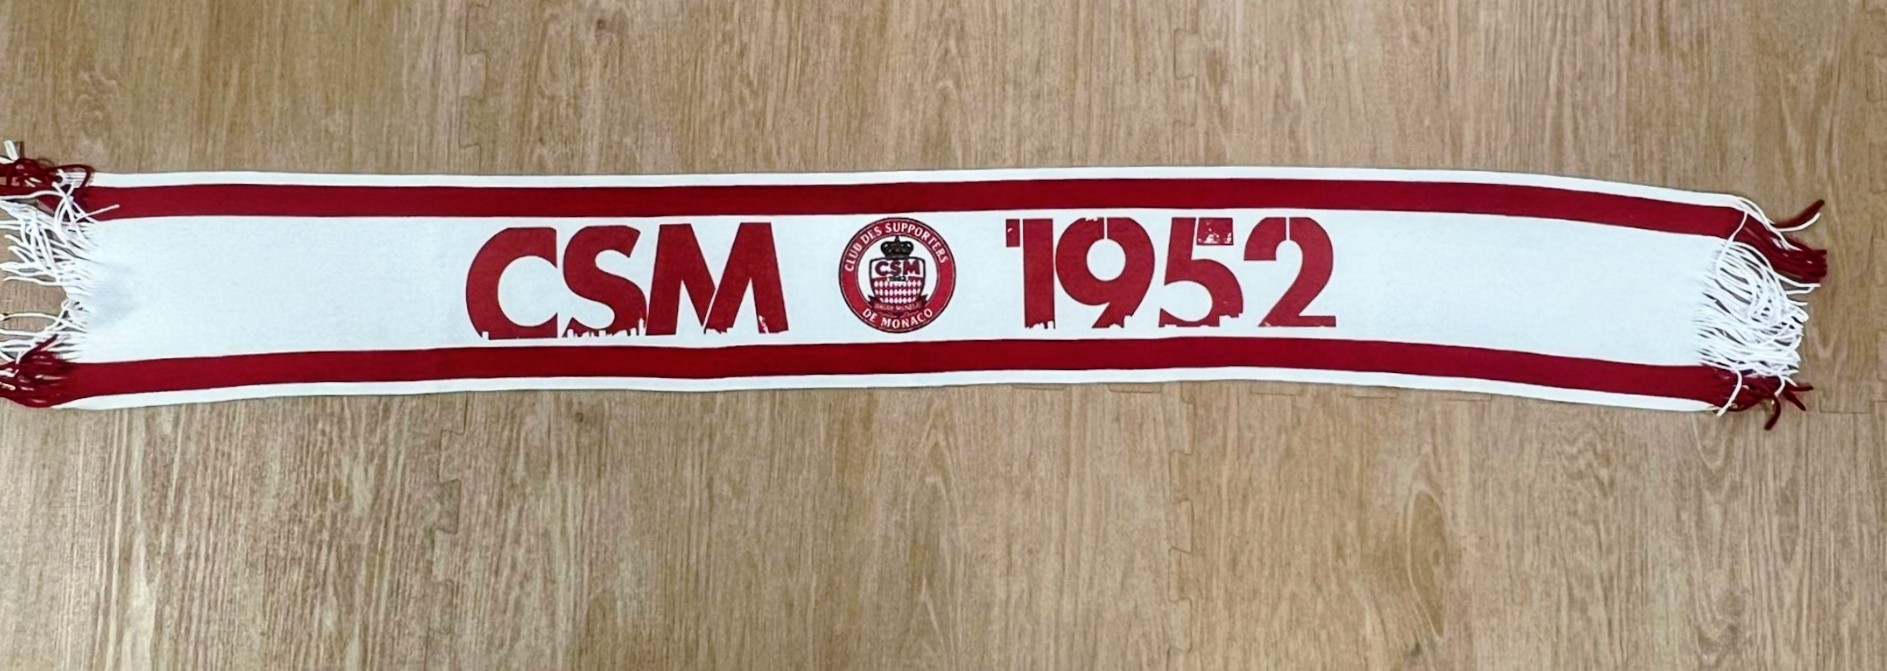 CSM 1952
CLUB DES SUPPORTERS
CSM
DE MONACO